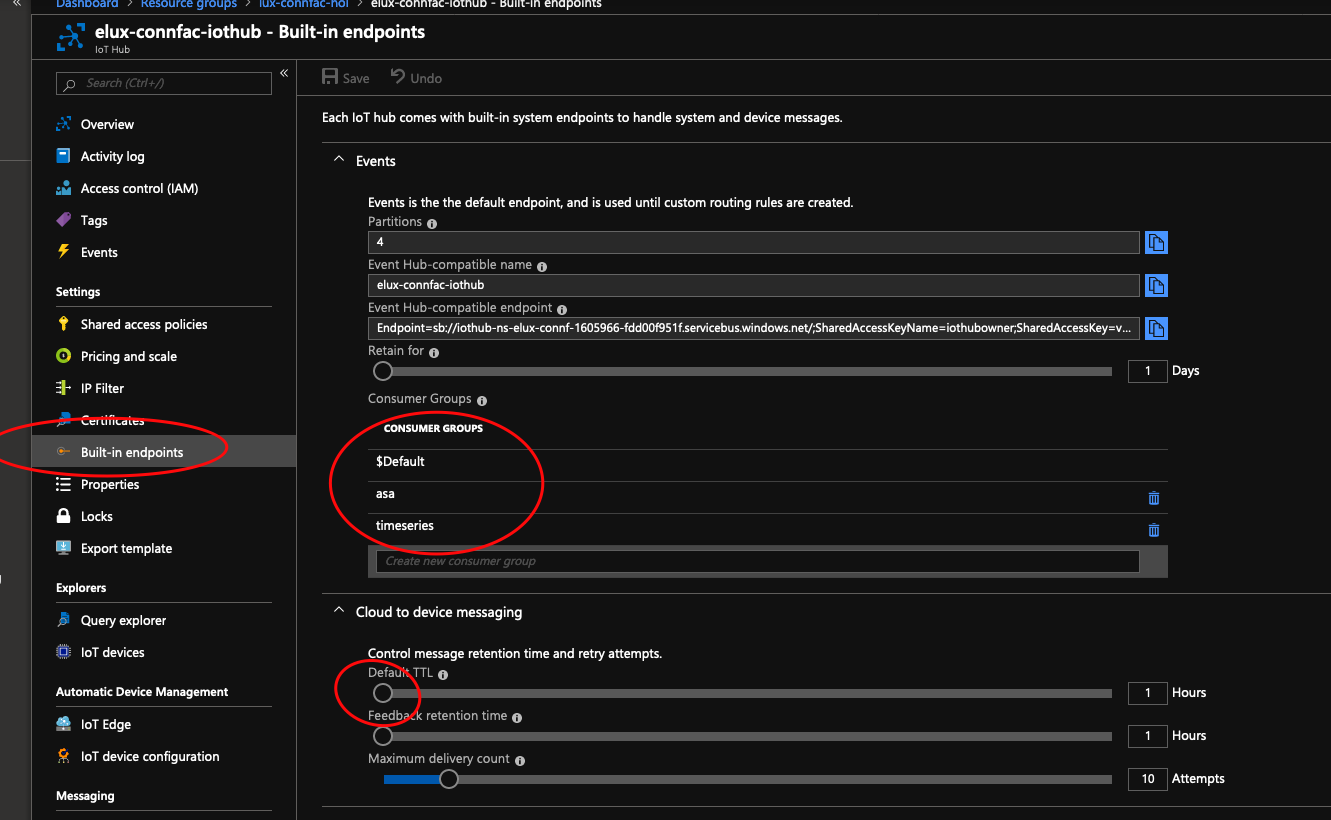 Dashboard > Resource groups > lux-connfac-hol > elux-connfac-iothub - Built-in endpoints
elux-connfac-iothub - Built-in endpoints
IoT Hub
Search (Ctrl+/)
Overview
Activity log
Access control (IAM)
Tags
Events
Settings
Shared access policies
Pricing and scale
IP Filter
Certificates
Built-in endpoints
Properties
Locks
Export template
Explorers
Query explorer
IoT devices
Automatic Device Management
IoT Edge
IoT device configuration
Messaging
Save Undo
Each IoT hub comes with built-in system endpoints to handle system and device messages.
Events
Events is the the default endpoint, and is used until custom routing rules are created.
Partitions
4
Event Hub-compatible name
elux-connfac-iothub
Event Hub-compatible endpoint
Endpoint=sb://iothub-ns-elux-connf-1605966-fdd00f951f.servicebus.windows.net/;SharedAccessKeyName=iothubowner;SharedAccessKey=v...
Retain for
1 Days
Consumer Groups
CONSUMER GROUPS
$Default
asa
timeseries
Create new consumer group
Cloud to device messaging
Control message retention time and retry attempts.
Default TTL
1 Hours
Feedback retention time
1 Hours
Maximum delivery count
10 Attempts